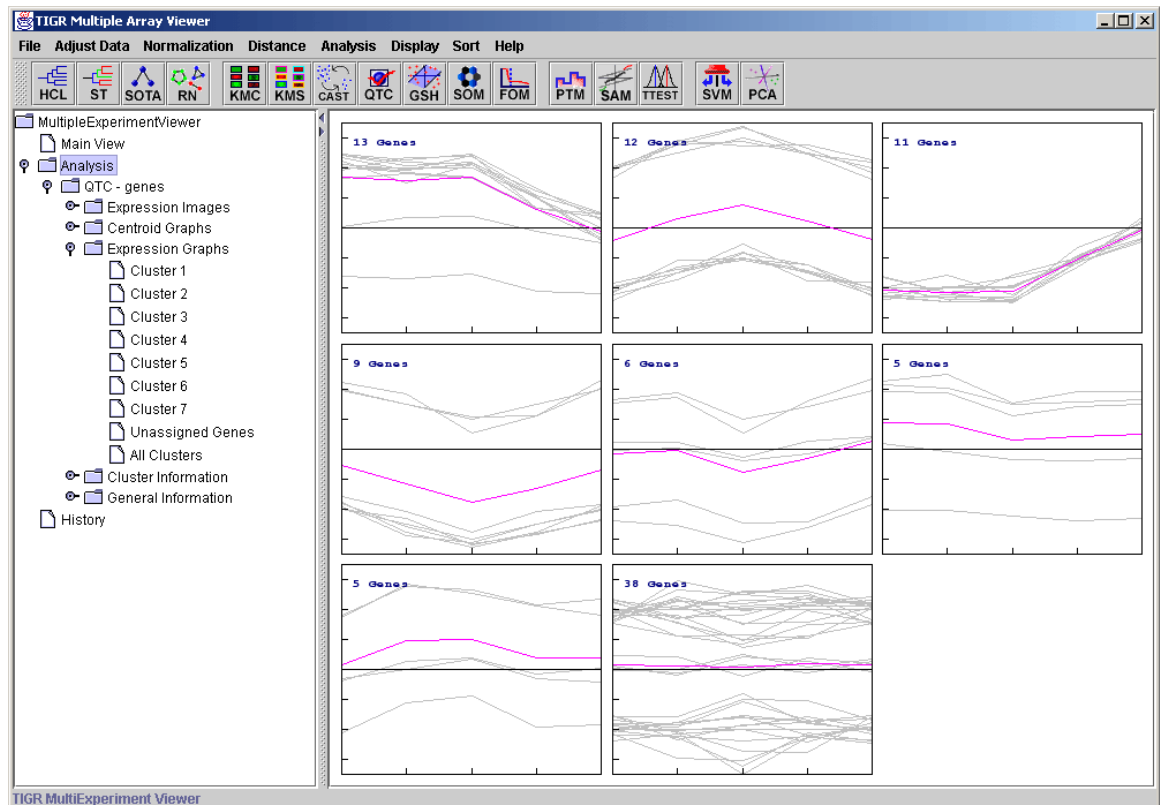 TIGR Multiple Array Viewer
File Adjust Data Normalization Distance Analysis Display Sort Help
HCL ST SOTA RN KMC KMS CAST QTC GSH SOM FOM PTM SAM TTEST SVM PCA
MultipleExperimentViewer
Main View
Analysis
QTC - genes
Expression Images
Centroid Graphs
Expression Graphs
Cluster 1
Cluster 2
Cluster 3
Cluster 4
Cluster 5
Cluster 6
Cluster 7
Unassigned Genes
All Clusters
Cluster Information
General Information
History
13 Genes
12 Genes
11 Genes
9 Genes
6 Genes
5 Genes
5 Genes
38 Genes
TIGR MultiExperiment Viewer